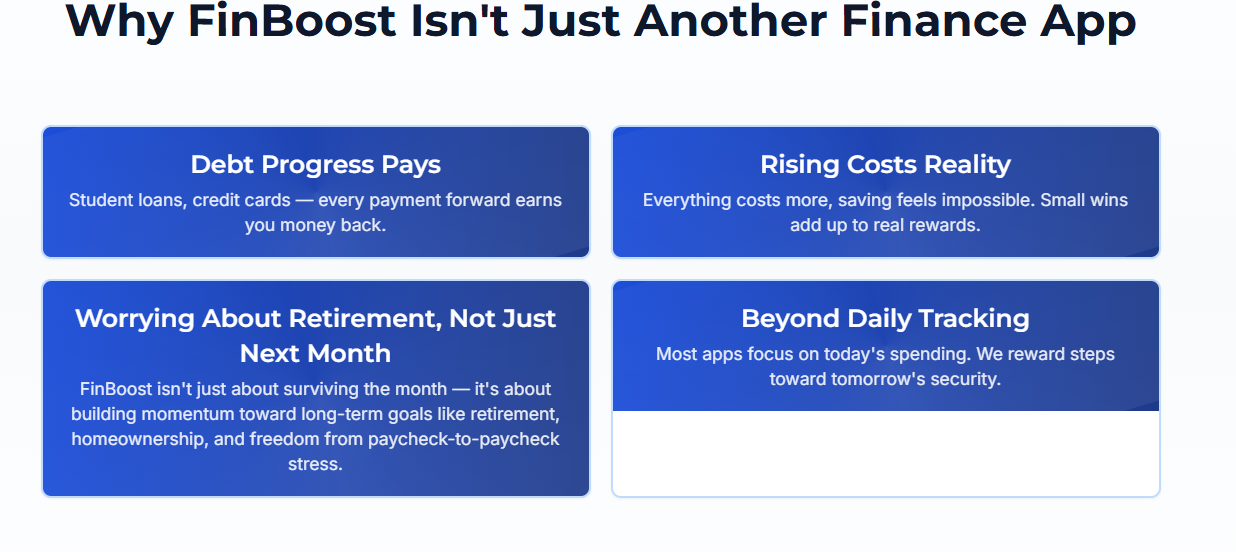 Why FinBoost Isn't Just Another Finance App
Debt Progress Pays
Student loans, credit cards — every payment forward earns
you money back.
Rising Costs Reality
Everything costs more, saving feels impossible. Small wins
add up to real rewards.
Worrying About Retirement, Not Just
Next Month
FinBoost isn't just about surviving the month — it's about
building momentum toward long-term goals like retirement,
homeownership, and freedom from paycheck-to-paycheck
stress.
Beyond Daily Tracking
Most apps focus on today's spending. We reward steps
toward tomorrow's security.